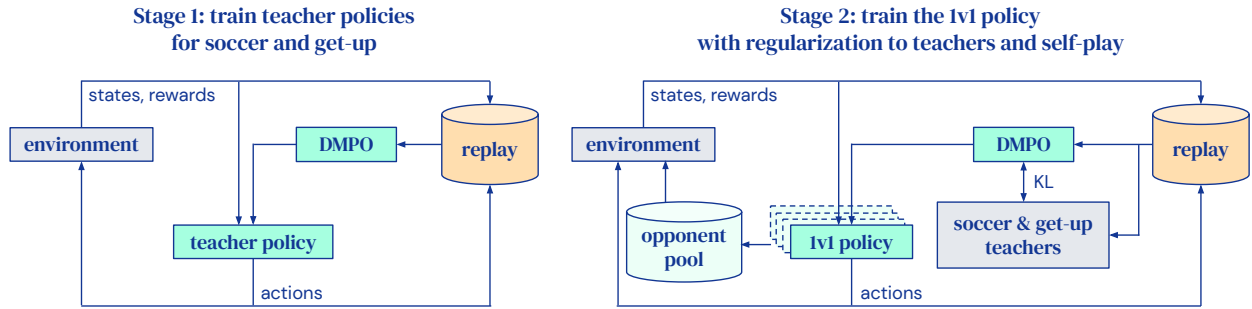 Stage 1: train teacher policies
for soccer and get-up
states, rewards
environment
DMPO
replay
teacher policy
actions
Stage 2: train the 1v1 policy
with regularization to teachers and self-play
states, rewards
environment
DMPO
replay
KL
opponent
pool
1v1 policy
soccer & get-up
teachers
actions